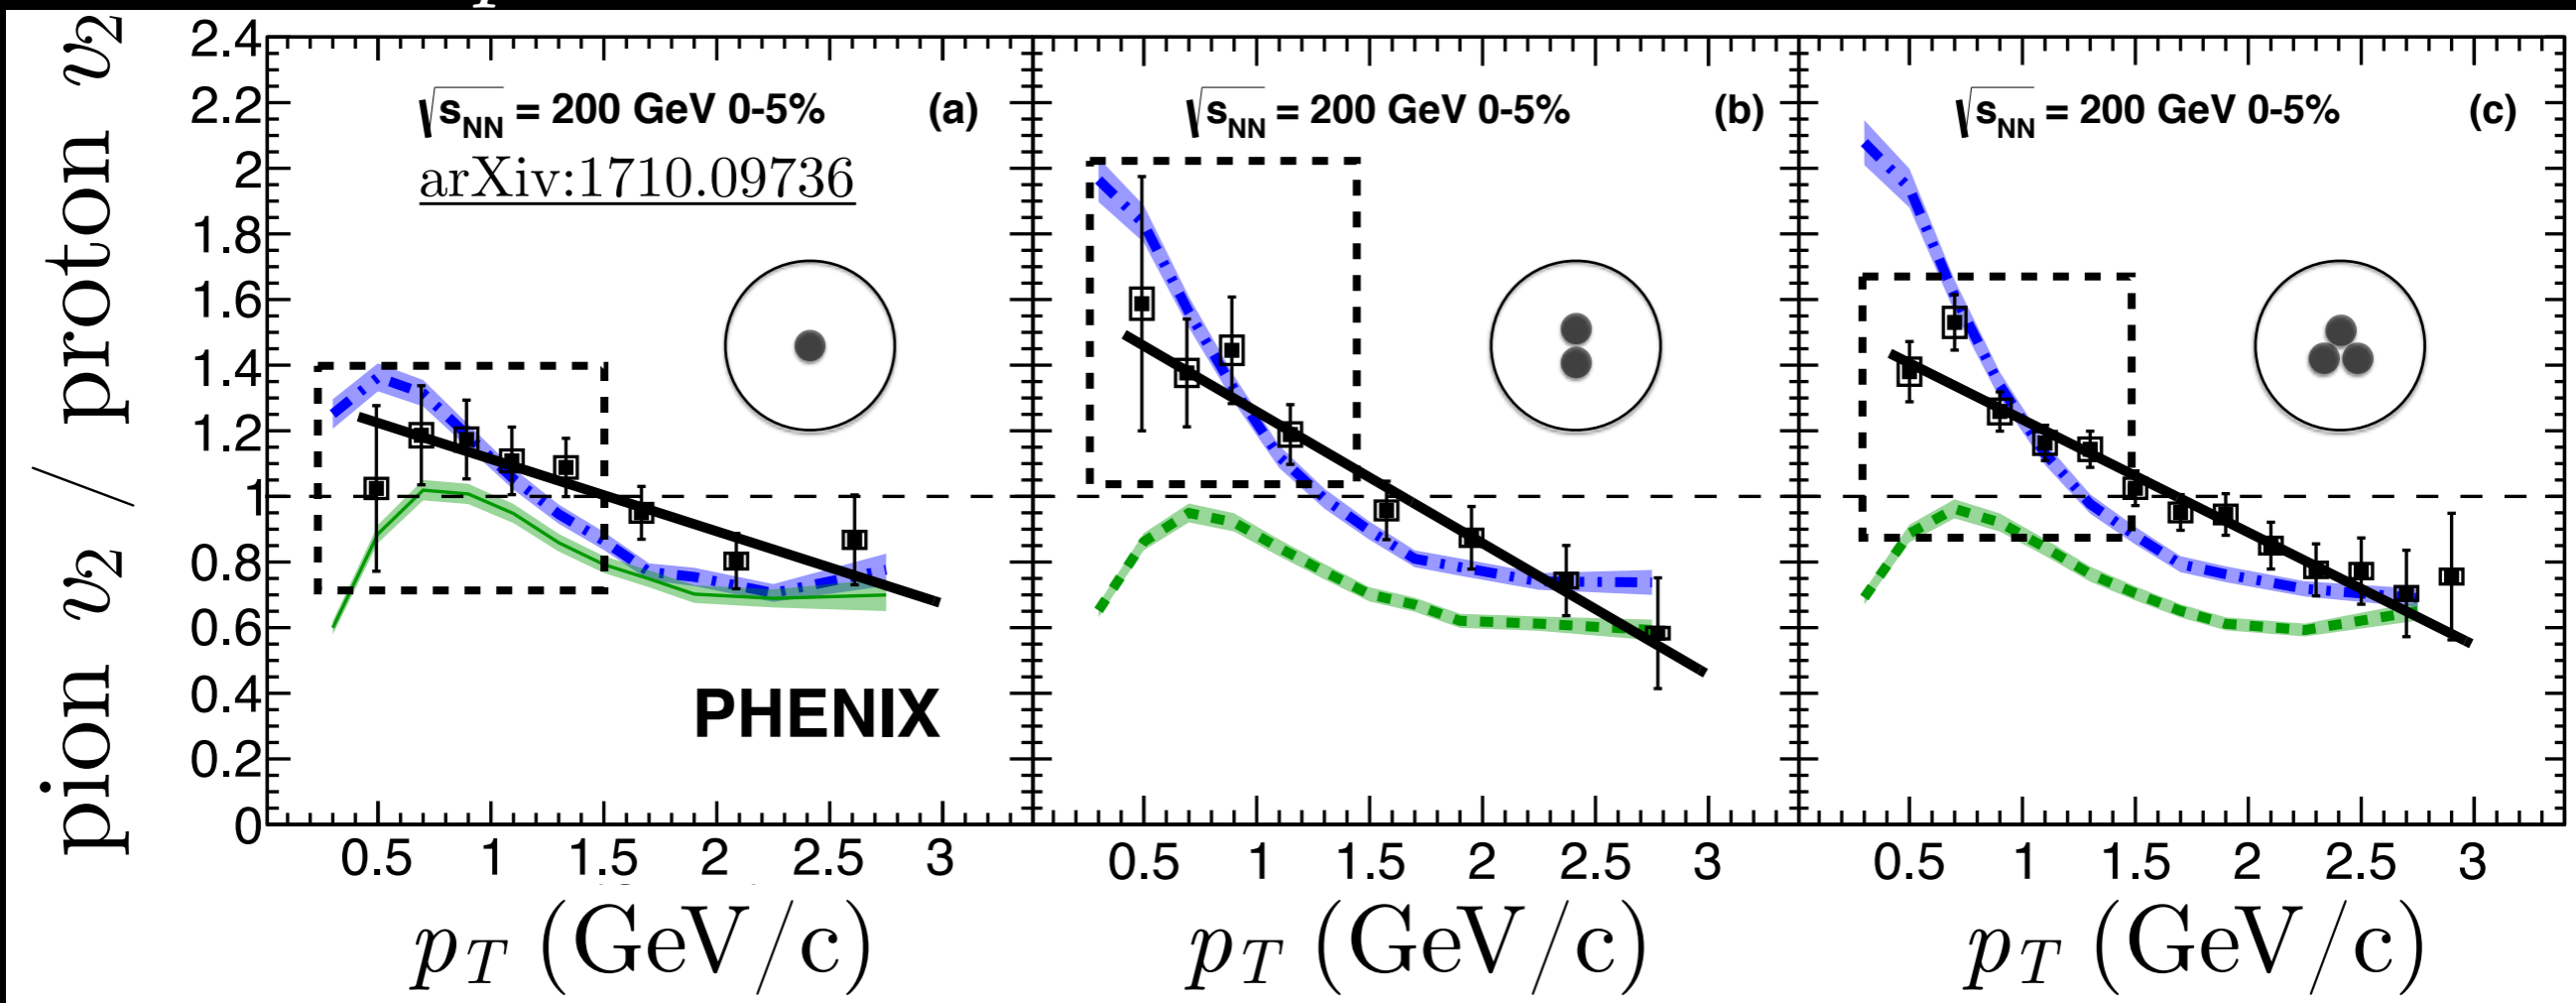 pion v₂ / proton v₂
2.4
2.2
2
1.8
1.6
1.4
1.2
1
0.8
0.6
0.4
0.2
0
√sNN = 200 GeV 0-5% (a)
arXiv:1710.09736
PHENIX
0.5 1 1.5 2 2.5 3
pT (GeV/c)
√sNN = 200 GeV 0-5% (b)
0.5 1 1.5 2 2.5 3
pT (GeV/c)
√sNN = 200 GeV 0-5% (c)
0.5 1 1.5 2 2.5 3
pT (GeV/c)